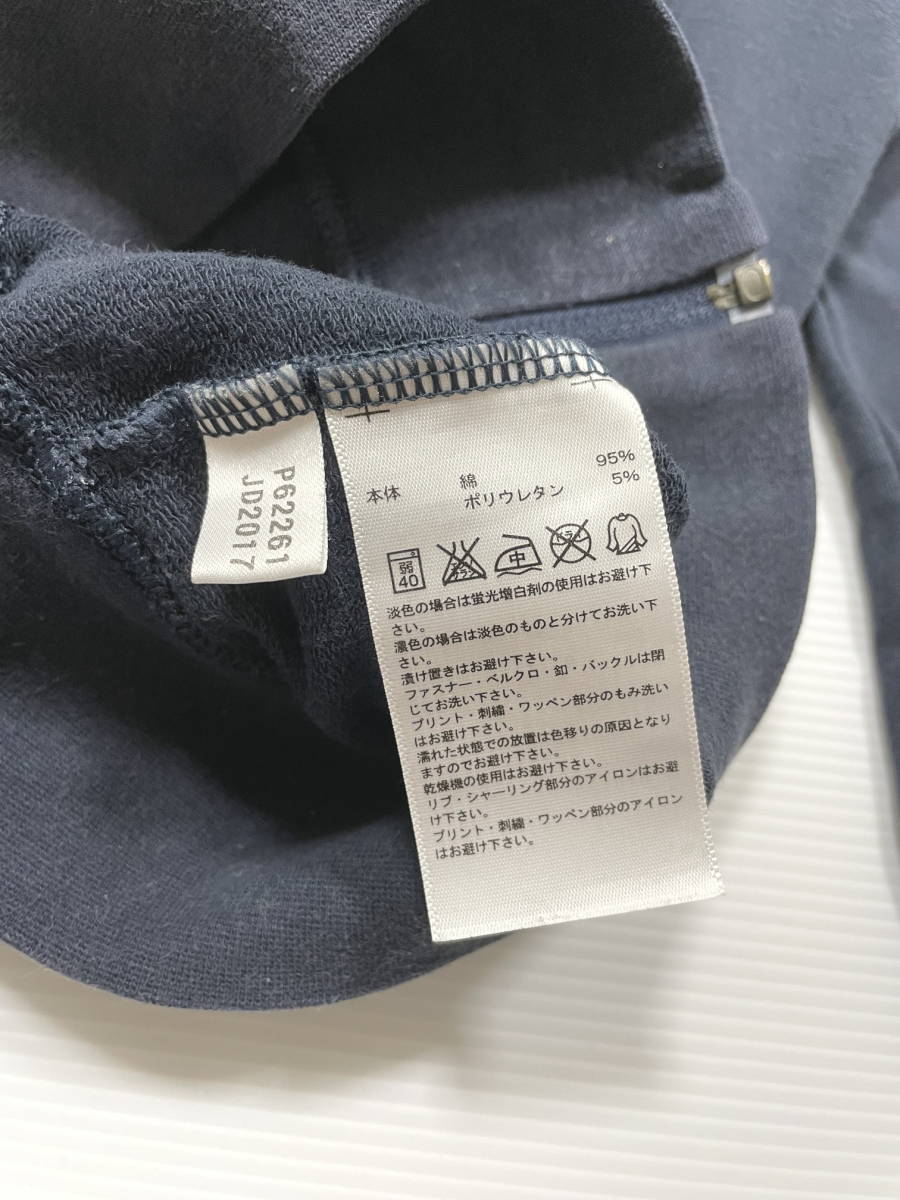 P62261
JD2017
本体 綿 95%
ポリウレタン 5%
弱
40
中
淡色の場合は蛍光増白剤の使用はお避け下
さい。
濃色の場合は淡色のものと分けてお洗い下
さい。
漬け置きはお避け下さい。
ファスナー・ベルクロ・釦・バックルは閉
じてお洗い下さい。
プリント・刺繍・ワッペン部分のもみ洗い
はお避け下さい。
濡れた状態での放置は色移りの原因となり
ますのでお避け下さい。
乾燥機の使用はお避け下さい。
リブ・シャーリング部分のアイロンはお避
け下さい。
プリント・刺繍・ワッペン部分のアイロン
はお避け下さい。